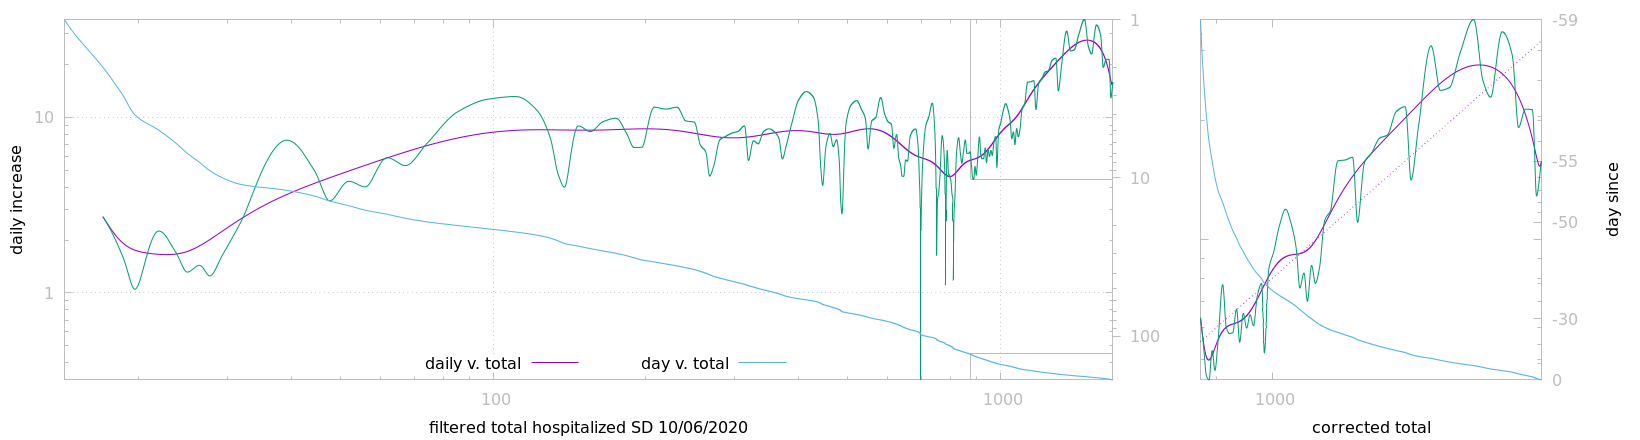 1
-59
10
daily increase
10
-55
-50
day since
1
-30
100
daily v. total
day v. total
0
100
1000
1000
filtered total hospitalized SD 10/06/2020
corrected total